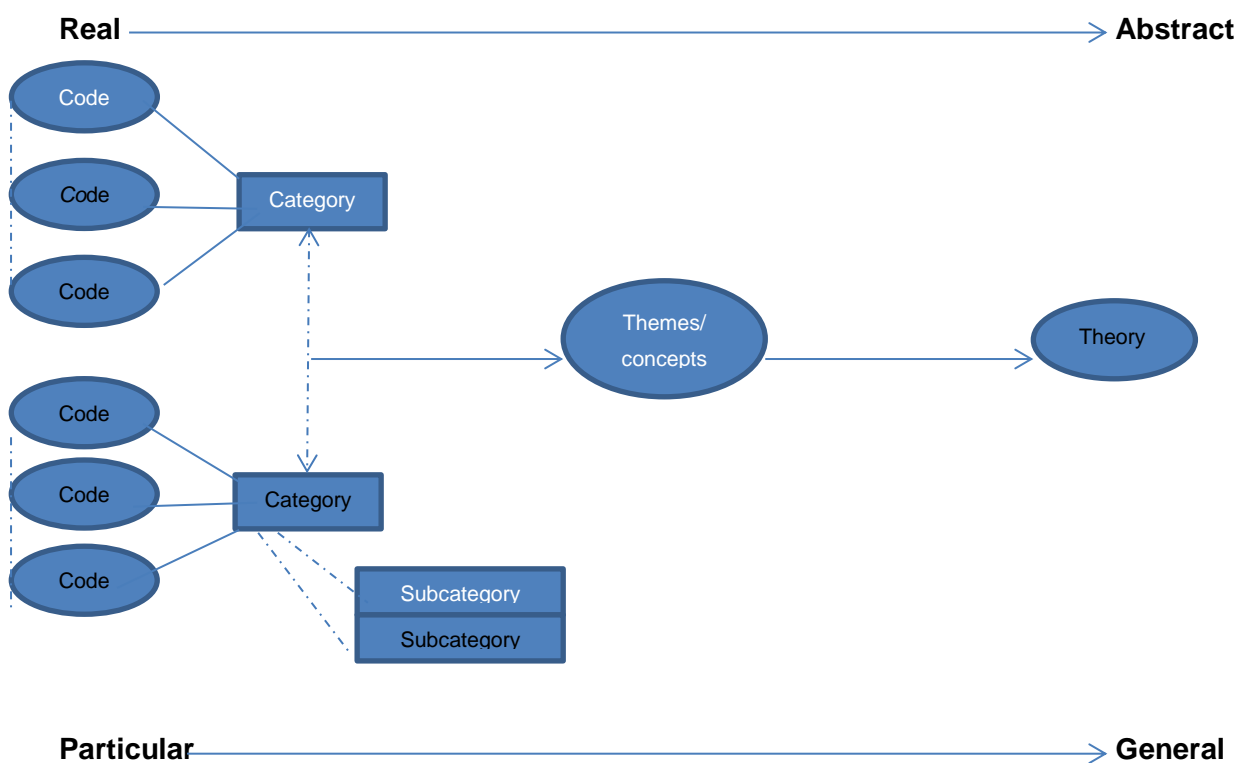 Real
Abstract
Code
Code
Category
Code
Themes/
concepts
Theory
Code
Code
Category
Code
Subcategory
Subcategory
Particular
General